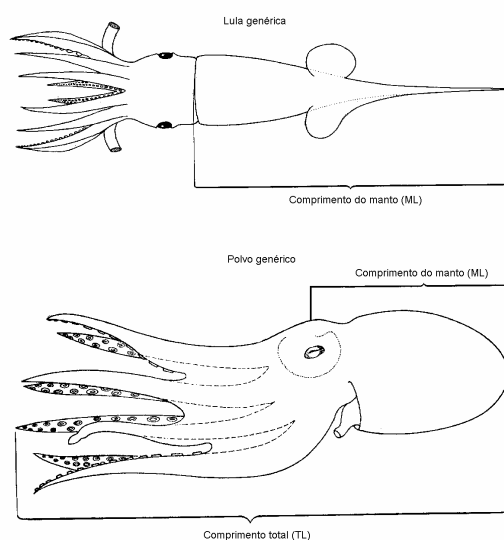 Lula genérica
Comprimento do manto (ML)
Polvo genérico
Comprimento do manto (ML)
Comprimento total (TL)